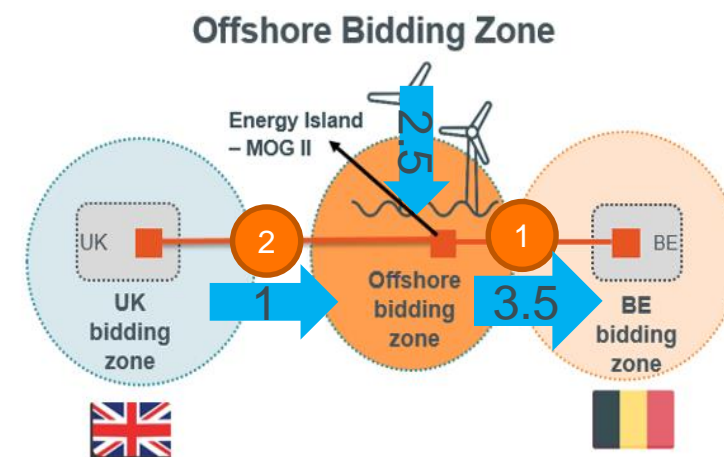 Offshore Bidding Zone
Energy Island
– MOG II
2.5
UK
2
1
BE
UK
bidding
zone
1
Offshore
bidding
zone
3.5
BE
bidding
zone